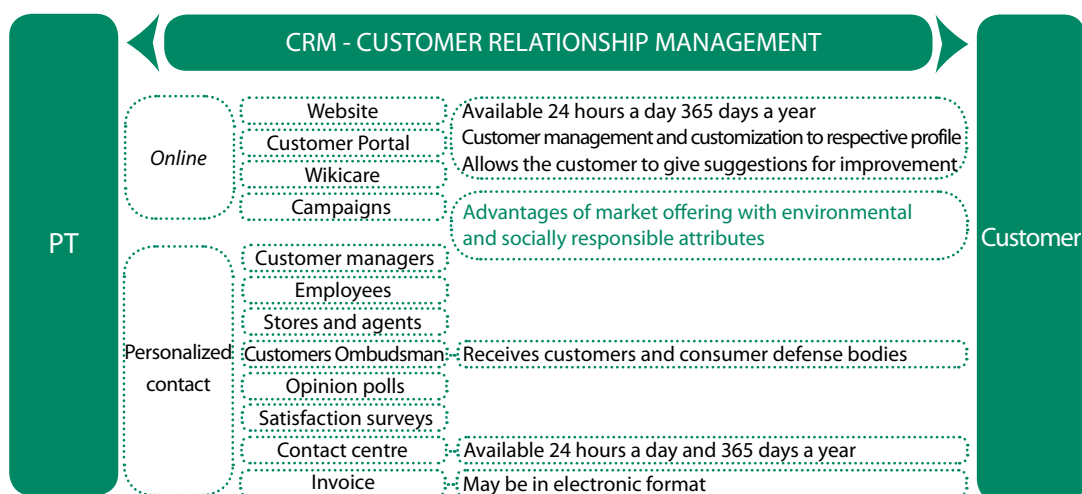 CRM - CUSTOMER RELATIONSHIP MANAGEMENT
PT
Online
Website
Customer Portal
Wikicare
Campaigns
Available 24 hours a day 365 days a year
Customer management and customization to respective profile
Allows the customer to give suggestions for improvement
Advantages of market offering with environmental
and socially responsible attributes
Customer
Personalized
contact
Customer managers
Employees
Stores and agents
Customers Ombudsman
Receives customers and consumer defense bodies
Opinion polls
Satisfaction surveys
Contact centre
Available 24 hours a day and 365 days a year
Invoice
May be in electronic format